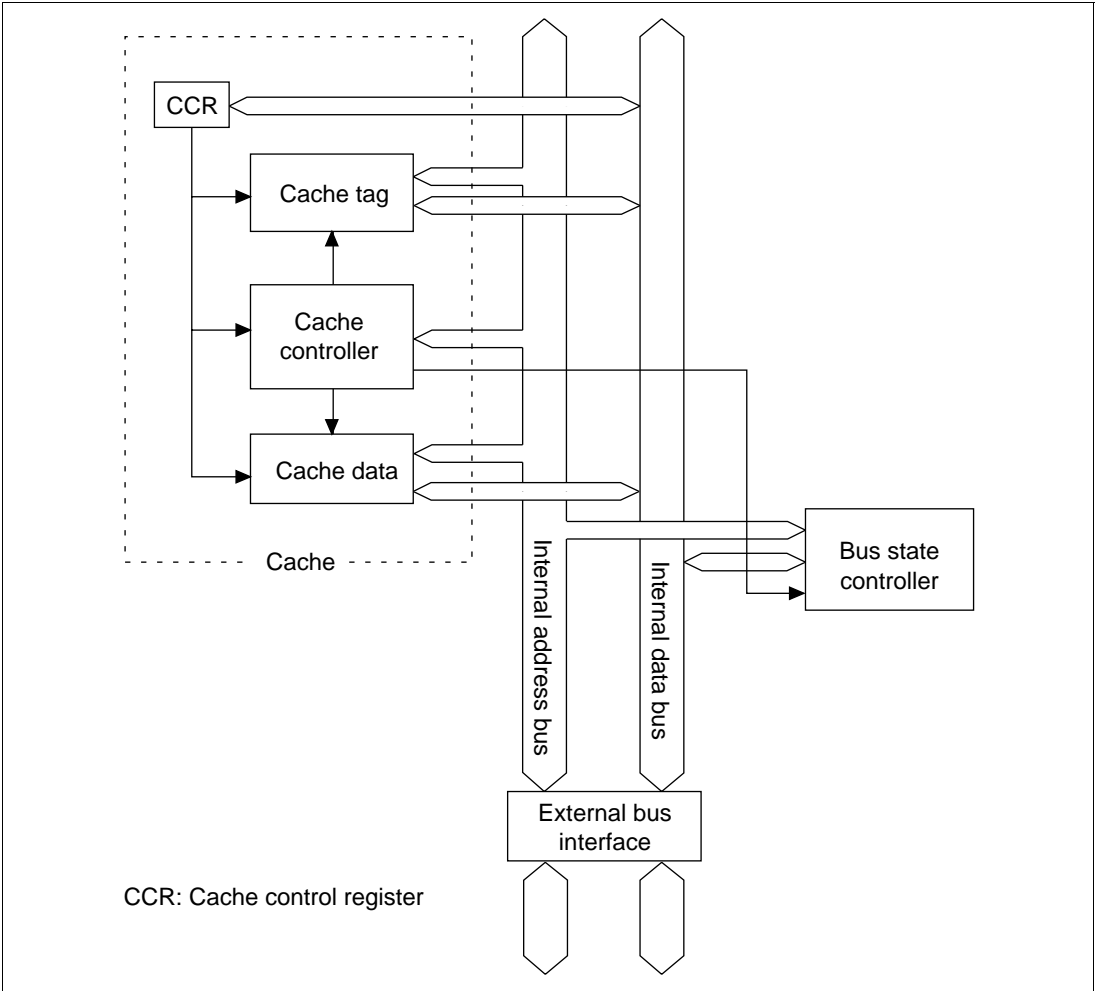 CCR
Cache tag
Cache
controller
Cache data
Cache
Internal address bus
Internal data bus
Bus state
controller
External bus
interface
CCR: Cache control register